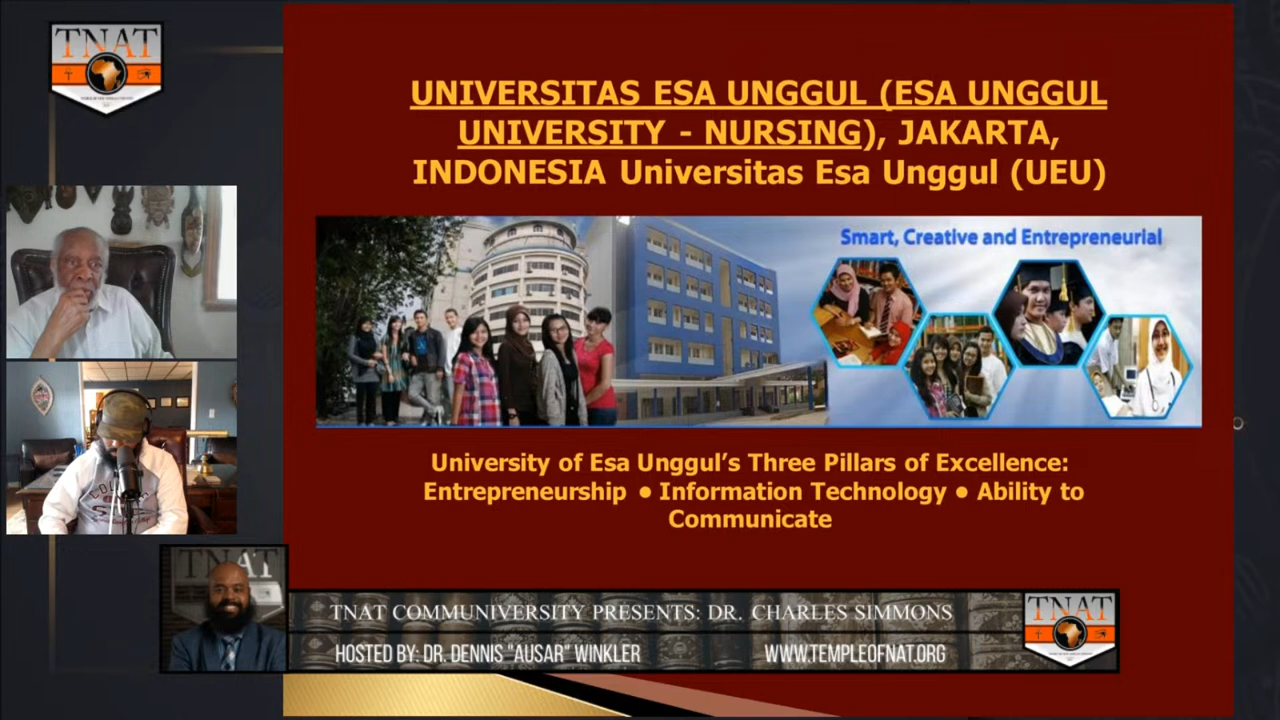 TNAT
UNIVERSITAS ESA UNGGUL (ESA UNGGUL
UNIVERSITY - NURSING), JAKARTA,
INDONESIA Universitas Esa Unggul (UEU)
Smart, Creative and Entrepreneurial
University of Esa Unggul's Three Pillars of Excellence:
Entrepreneurship ● Information Technology ● Ability to
Communicate
TNAT
TNAT COMMUNIVERSITY PRESENTS: DR. CHARLES SIMMONS
HOSTED BY: DR. DENNIS "AUSAR" WINKLER
WWW.TEMPLEOFNAT.ORG
TNAT